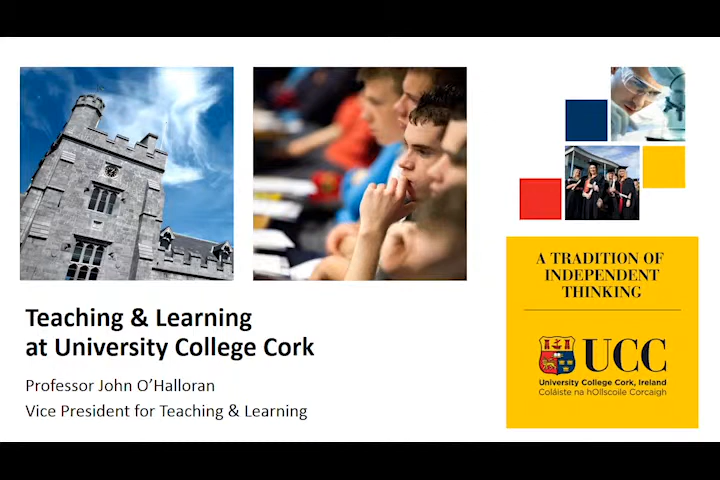 Teaching & Learning
at University College Cork
Professor John O'Halloran
Vice President for Teaching & Learning
A TRADITION OF
INDEPENDENT
THINKING
UCC
University College Cork, Ireland
Coláiste na hOllscoile Corcaigh